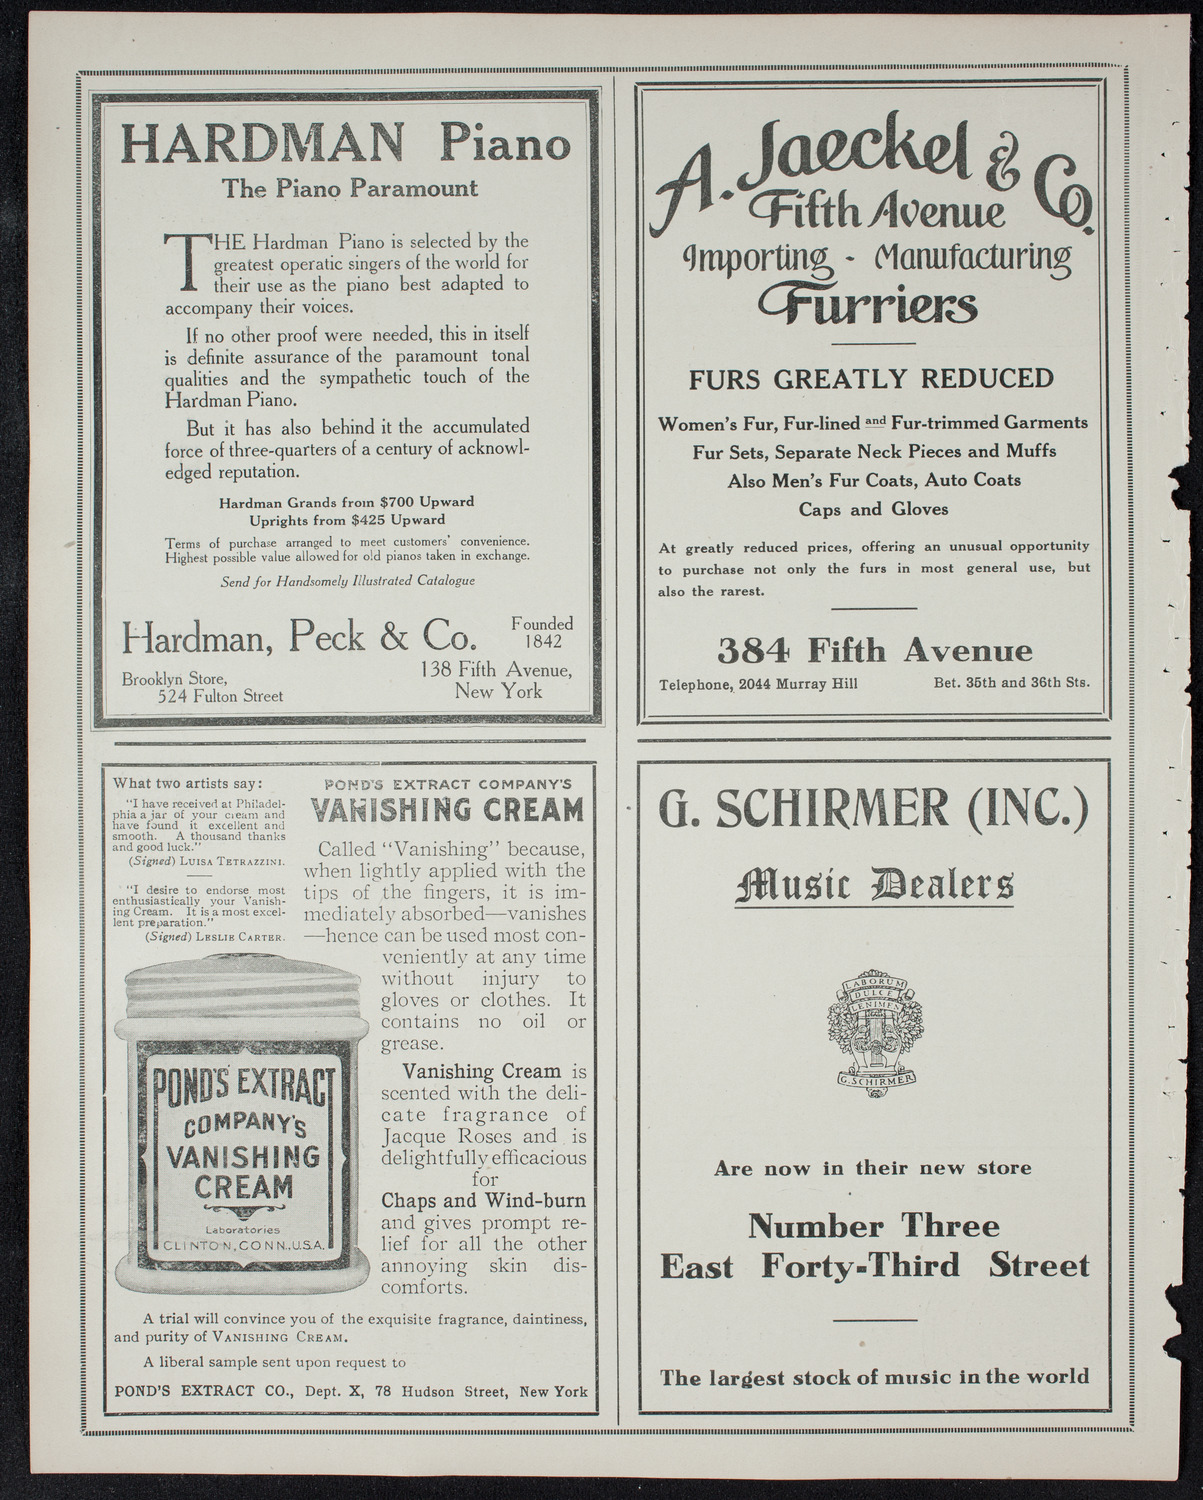 HARDMAN Piano
The Piano Paramount
THE Hardman Piano is selected by the
greatest operatic singers of the world for
their use as the piano best adapted to
accompany their voices.
If no other proof were needed, this in itself
is definite assurance of the paramount tonal
qualities and the sympathetic touch of the
Hardman Piano.
But it has also behind it the accumulated
force of three-quarters of a century of acknowl-
edged reputation.
Hardman Grands from $700 Upward
Uprights from $425 Upward
Terms of purchase arranged to meet customers' convenience.
Highest possible value allowed for old pianos taken in exchange.
Send for Handsomely Illustrated Catalogue
Hardman, Peck & Co.
Founded
1842
Brooklyn Store,
524 Fulton Street
138 Fifth Avenue,
New York
A. Jaeckel & Co.
Fifth Avenue
Importing - Manufacturing
Furriers
FURS GREATLY REDUCED
Women's Fur, Fur-lined and Fur-trimmed Garments
Fur Sets, Separate Neck Pieces and Muffs
Also Men's Fur Coats, Auto Coats
Caps and Gloves
At greatly reduced prices, offering an unusual opportunity
to purchase not only the furs in most general use, but
also the rarest.
384 Fifth Avenue
Telephone, 2044 Murray Hill Bet. 35th and 36th Sts.
What two artists say:
"I have received at Philadel-
phia a jar of your cream and
have found it excellent and
smooth. A thousand thanks
and good luck."
(Signed) LUISA TETRAZZINI.
"I desire to endorse most
enthusiastically your Vanish-
ing Cream. It is a most excel-
lent preparation."
(Signed) LESLIE CARTER.
POND'S EXTRACT COMPANY'S
VANISHING CREAM
Called "Vanishing" because,
when lightly applied with the
tips of the fingers, it is im-
mediately absorbed—vanishes
—hence can be used most con-
veniently at any time
without injury to
gloves or clothes. It
contains no oil or
grease.
Vanishing Cream is
scented with the deli-
cate fragrance of
Jacque Roses and is
delightfully efficacious
for
Chaps and Wind-burn
and gives prompt re-
lief for all the other
annoying skin dis-
comforts.
POND'S EXTRACT
COMPANY'S
VANISHING
CREAM
Laboratories
CLINTON, CONN., U.S.A.
A trial will convince you of the exquisite fragrance, daintiness,
and purity of VANISHING CREAM.
A liberal sample sent upon request to
POND'S EXTRACT CO., Dept. X, 78 Hudson Street, New York
G. SCHIRMER (INC.)
Music Dealers
LABORUM
DULCE
LENIMEN
G. SCHIRMER
Are now in their new store
Number Three
East Forty-Third Street
The largest stock of music in the world